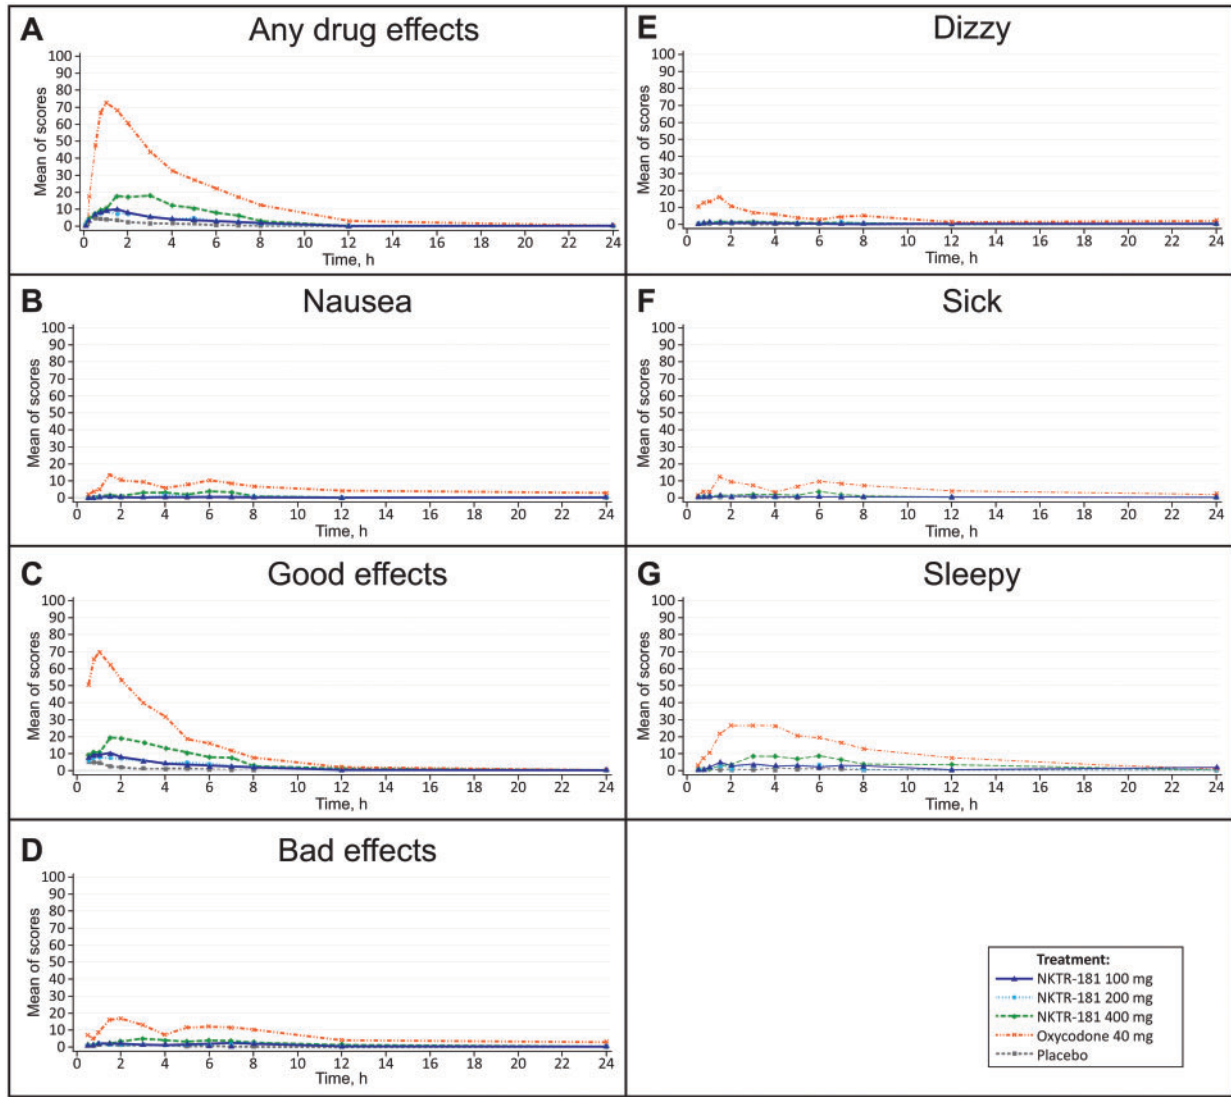 A Any drug effects
Mean of scores
100
90
80
70
60
50
40
30
20
10
0
0 2 4 6 8 10 12 14 16 18 20 22 24
Time, h
B Nausea
Mean of scores
100
90
80
70
60
50
40
30
20
10
0
0 2 4 6 8 10 12 14 16 18 20 22 24
Time, h
C Good effects
Mean of scores
100
90
80
70
60
50
40
30
20
10
0
0 2 4 6 8 10 12 14 16 18 20 22 24
Time, h
D Bad effects
Mean of scores
100
90
80
70
60
50
40
30
20
10
0
0 2 4 6 8 10 12 14 16 18 20 22 24
Time, h
E Dizzy
Mean of scores
100
90
80
70
60
50
40
30
20
10
0
0 2 4 6 8 10 12 14 16 18 20 22 24
Time, h
F Sick
Mean of scores
100
90
80
70
60
50
40
30
20
10
0
0 2 4 6 8 10 12 14 16 18 20 22 24
Time, h
G Sleepy
Mean of scores
100
90
80
70
60
50
40
30
20
10
0
0 2 4 6 8 10 12 14 16 18 20 22 24
Time, h
Treatment:
NKTR-181 100 mg
NKTR-181 200 mg
NKTR-181 400 mg
Oxycodone 40 mg
Placebo